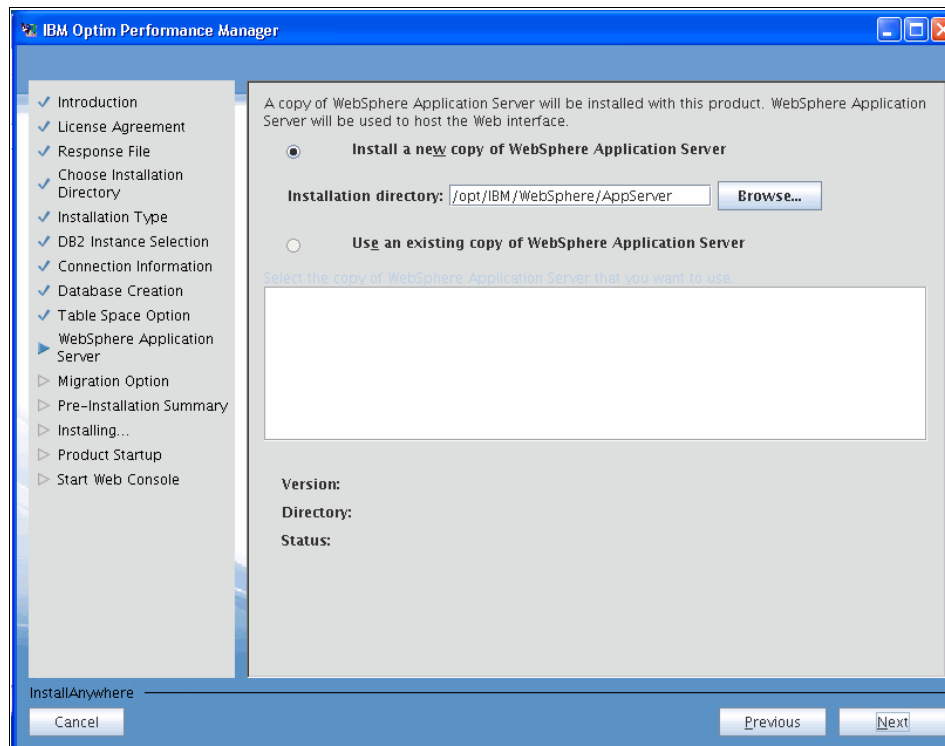 IBM Optim Performance Manager
Introduction
License Agreement
Response File
Choose Installation
Directory
Installation Type
DB2 Instance Selection
Connection Information
Database Creation
Table Space Option
WebSphere Application
Server
Migration Option
Pre-Installation Summary
Installing...
Product Startup
Start Web Console
A copy of WebSphere Application Server will be installed with this product. WebSphere Application
Server will be used to host the Web interface.
Install a new copy of WebSphere Application Server
Installation directory: /opt/IBM/WebSphere/AppServer Browse...
Use an existing copy of WebSphere Application Server
Select the copy of WebSphere Application Server that you want to use.
Version:
Directory:
Status:
InstallAnywhere
Cancel Previous Next